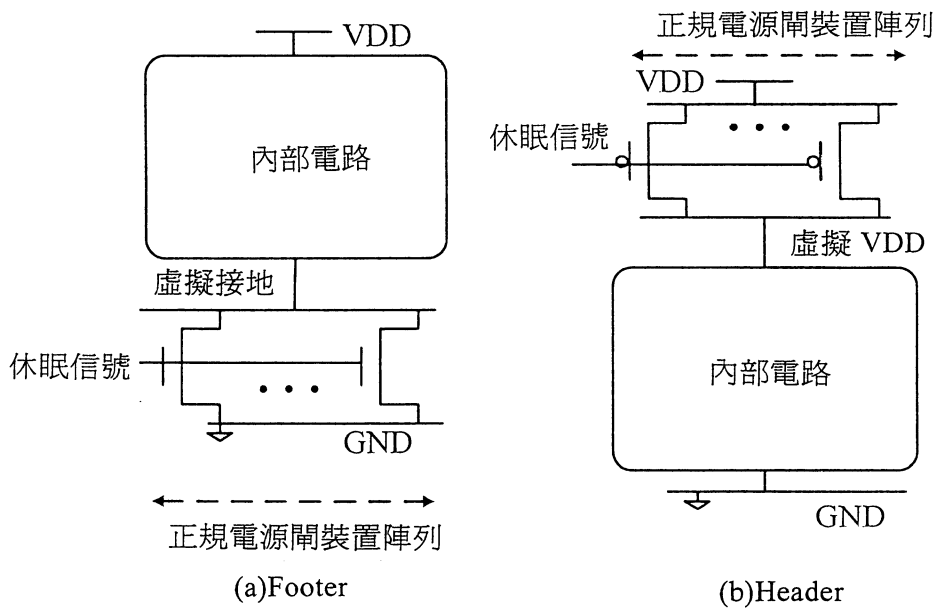 VDD
內部電路
虛擬接地
休眠信號
GND
正規電源閘裝置陣列
(a)Footer
正規電源閘裝置陣列
VDD
休眠信號
虛擬 VDD
內部電路
GND
(b)Header